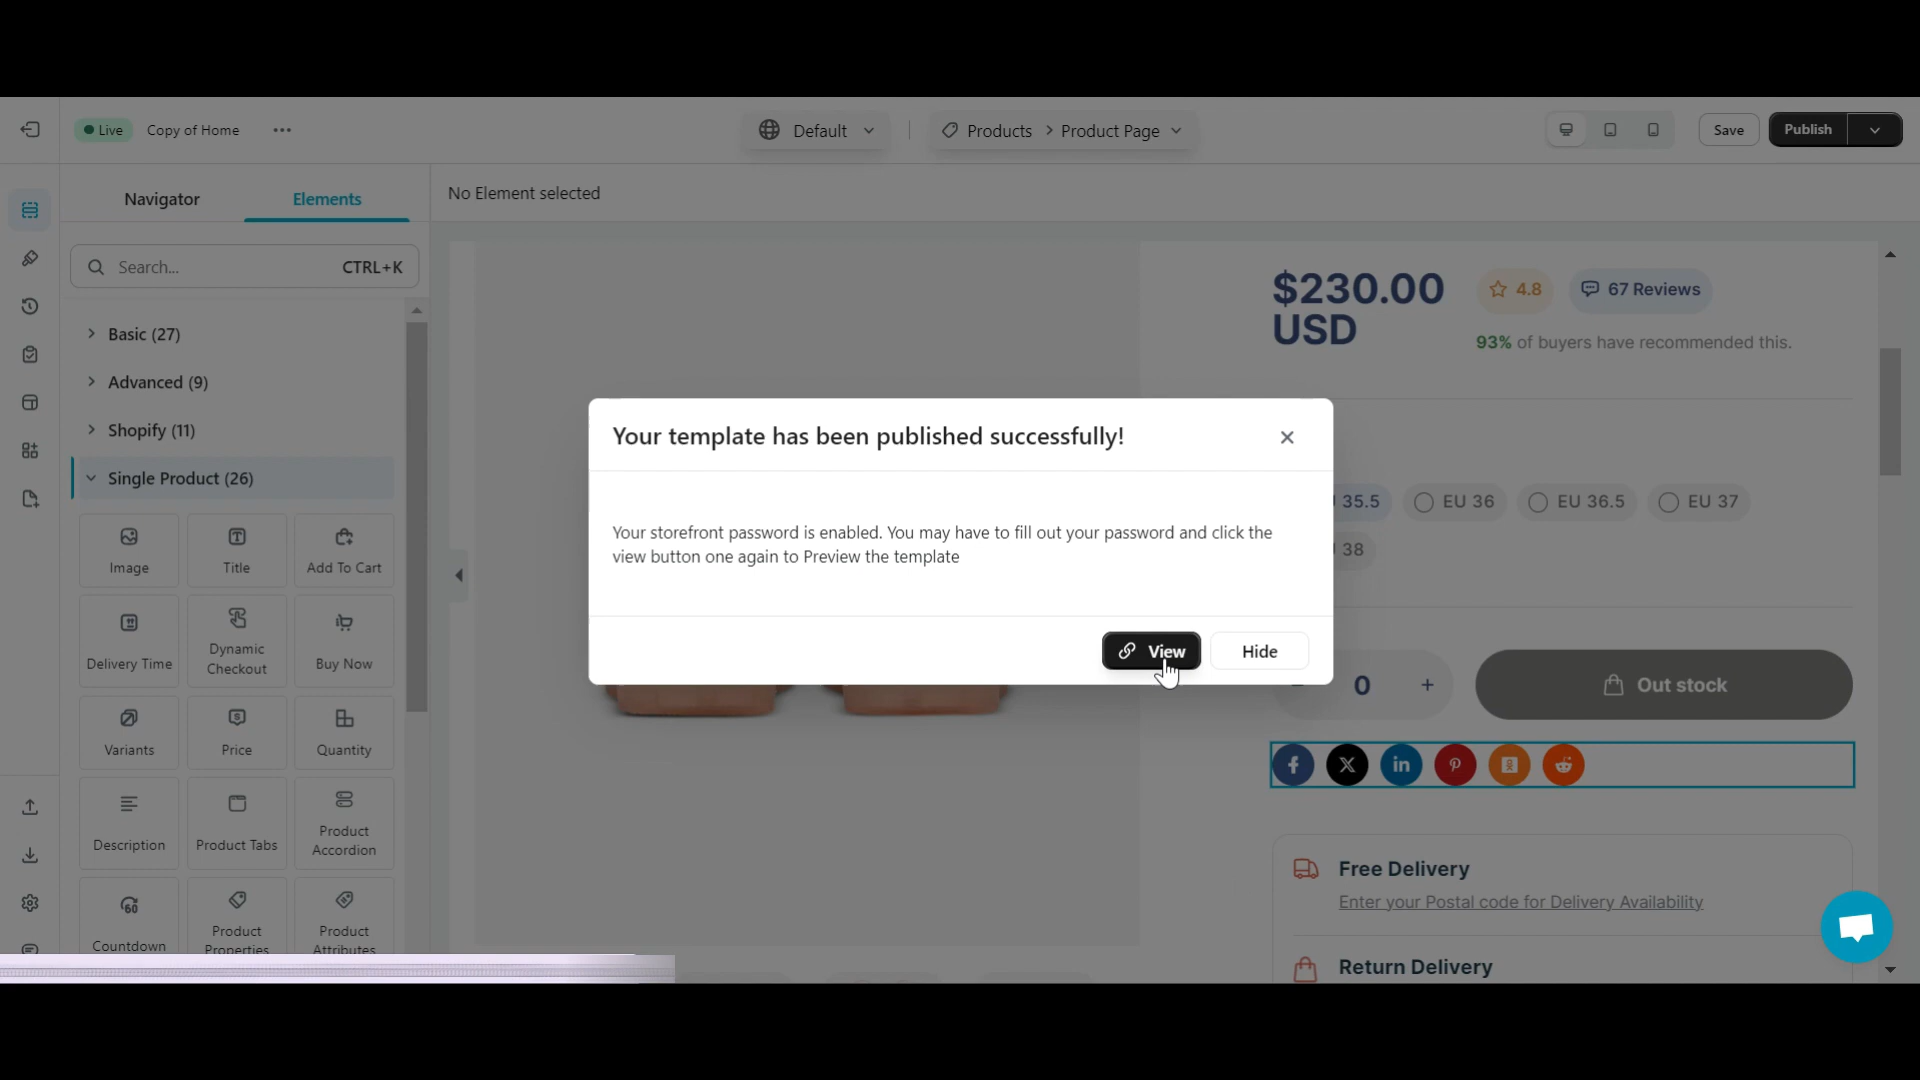 Live
Copy of Home
Default
Products > Product Page
Save
Publish
Navigator
Elements
No Element selected
Search...
CTRL+K
Basic (27)
Advanced (9)
Shopify (11)
Single Product (26)
Image
Title
Add To Cart
Delivery Time
Dynamic
Checkout
Buy Now
Variants
Price
Quantity
Description
Product Tabs
Product
Accordion
60
Countdown
Product
Properties
Product
Attributes
$230.00
USD
4.8
67 Reviews
93% of buyers have recommended this.
35.5
EU 36
EU 36.5
EU 37
38
Your template has been published successfully!
Your storefront password is enabled. You may have to fill out your password and click the
view button one again to Preview the template
View
Hide
0
+
Out stock
Free Delivery
Enter your Postal code for Delivery Availability
Return Delivery